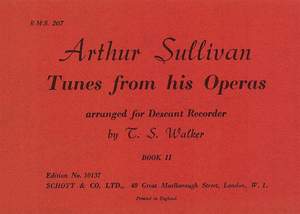 R.M.S. 207
Arthur Sullivan
Tunes from his Operas
arranged for Descant Recorder
by T. S. Walker
BOOK II
Edition No. 10137
SCHOTT & CO. LTD., 48 Great Marlborough Street, London, W. 1.
Printed in England